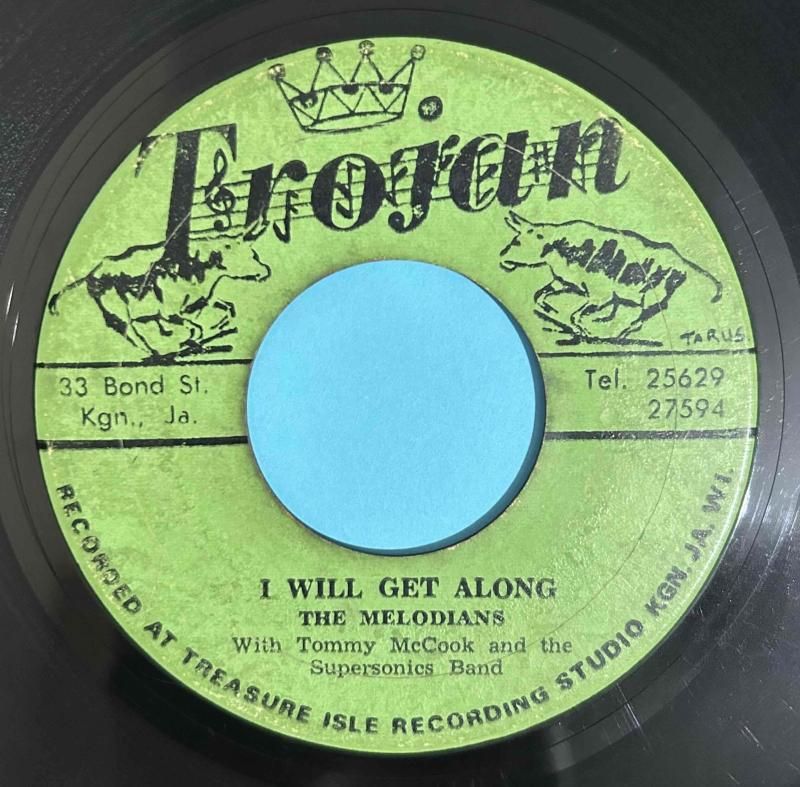 Trojan
TARUS
33 Bond St.
Kgn., Ja.
Tel. 25629
27594
I WILL GET ALONG
THE MELODIANS
With Tommy McCook and the
Supersonics Band
RECORDED AT TREASURE ISLE RECORDING STUDIO KGN. JA. W.I.